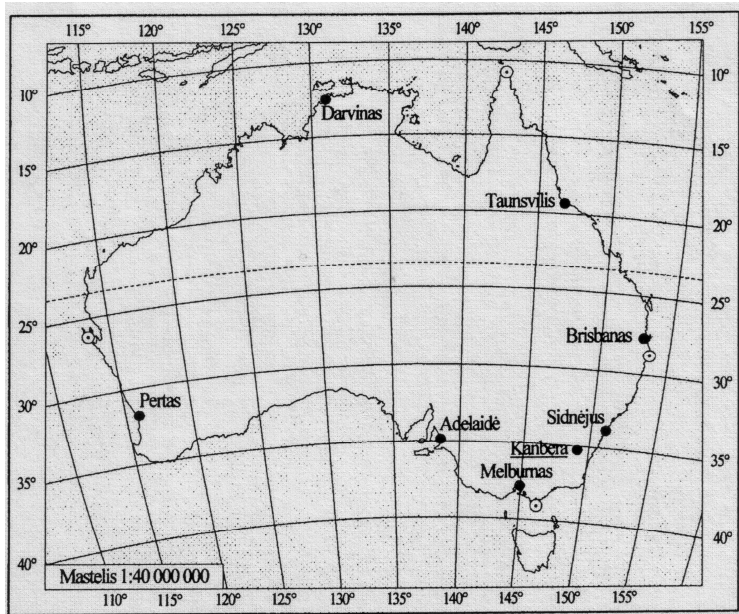 115° 120° 125° 130° 135° 140° 145° 150° 155°
10° 10°
Darvinas
15° 15°
Taunsvilis
20° 20°
25° 25°
Brisbanas
30° 30°
Pertas
Sidnėjus
Adelaidė
Kanbera
35° 35°
Melburnas
40° 40°
Mastelis 1:40 000 000
110° 115° 120° 125° 130° 135° 140° 145° 150° 155°